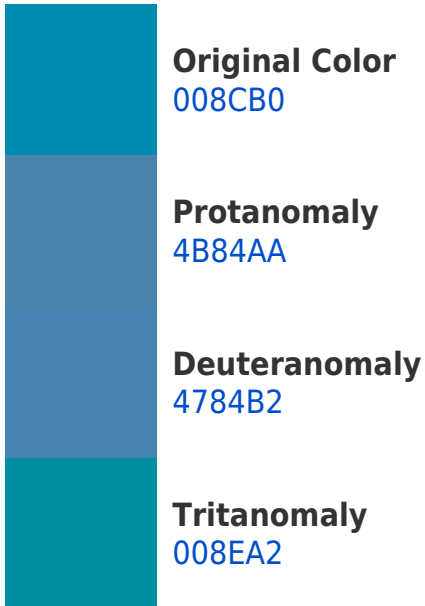 Original Color
008CB0
Protanomaly
4B84AA
Deuteranomaly
4784B2
Tritanomaly
008EA2